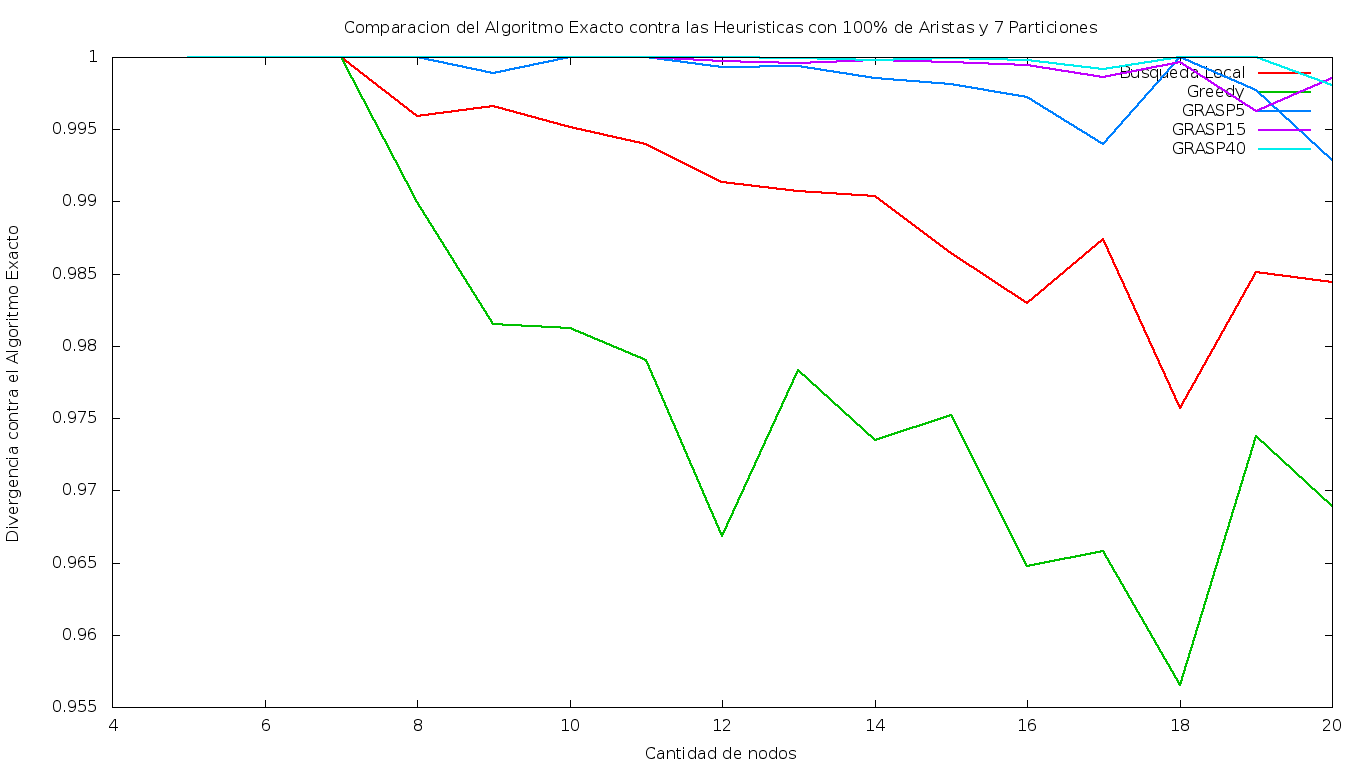 Comparacion del Algoritmo Exacto contra las Heuristicas con 100% de Aristas y 7 Particiones
Divergencia contra el Algoritmo Exacto
1
0.995
0.99
0.985
0.98
0.975
0.97
0.965
0.96
0.955
Busqueda Local
Greedy
GRASP5
GRASP15
GRASP40
4 6 8 10 12 14 16 18 20
Cantidad de nodos